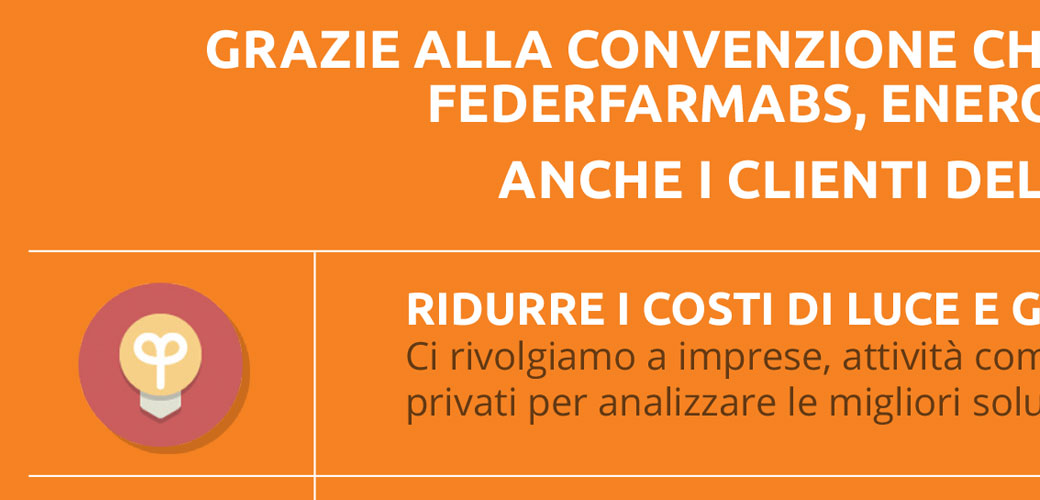 GRAZIE ALLA CONVENZIONE CH
FEDERFARMABS, ENERG
ANCHE I CLIENTI DEL
RIDURRE I COSTI DI LUCE E G
Ci rivolgiamo a imprese, attività com
privati per analizzare le migliori solu